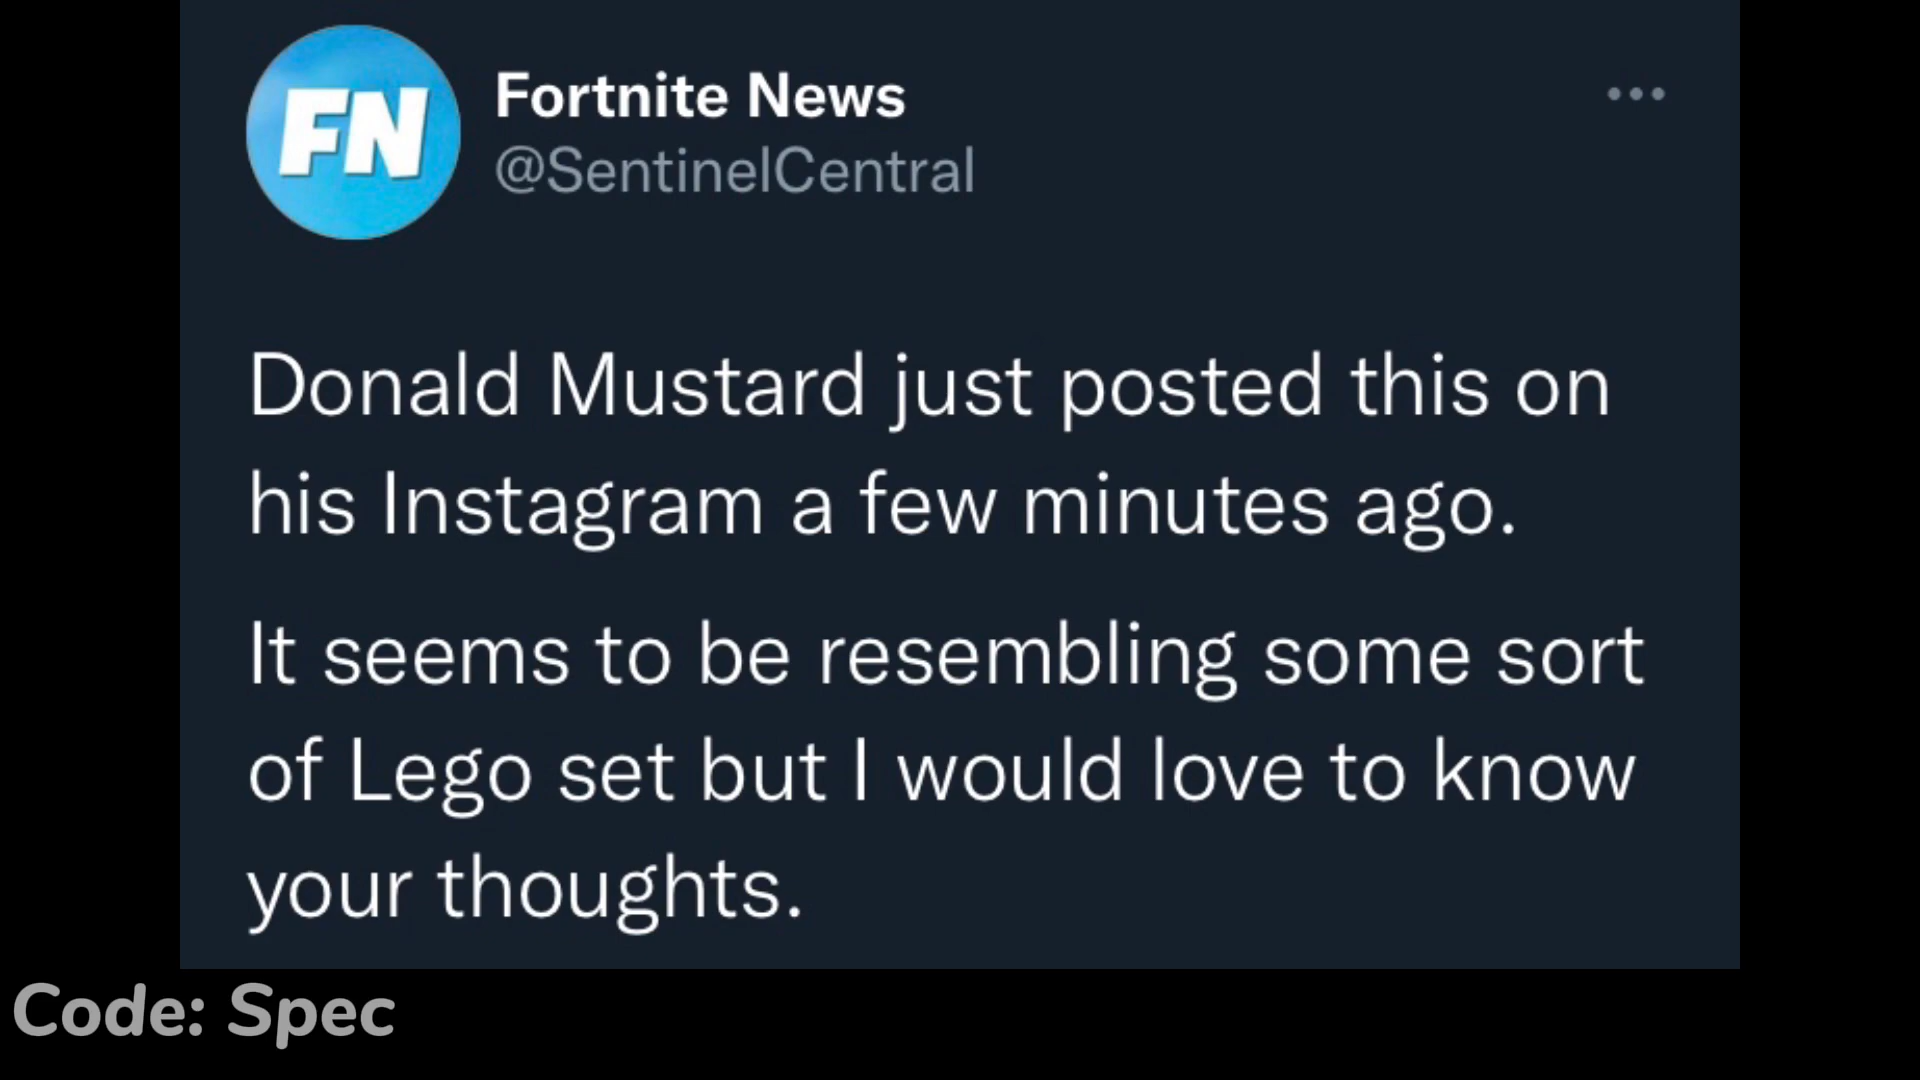 FN
Fortnite News
@SentinelCentral
Donald Mustard just posted this on
his Instagram a few minutes ago.
It seems to be resembling some sort
of Lego set but I would love to know
your thoughts.
Code: Spec